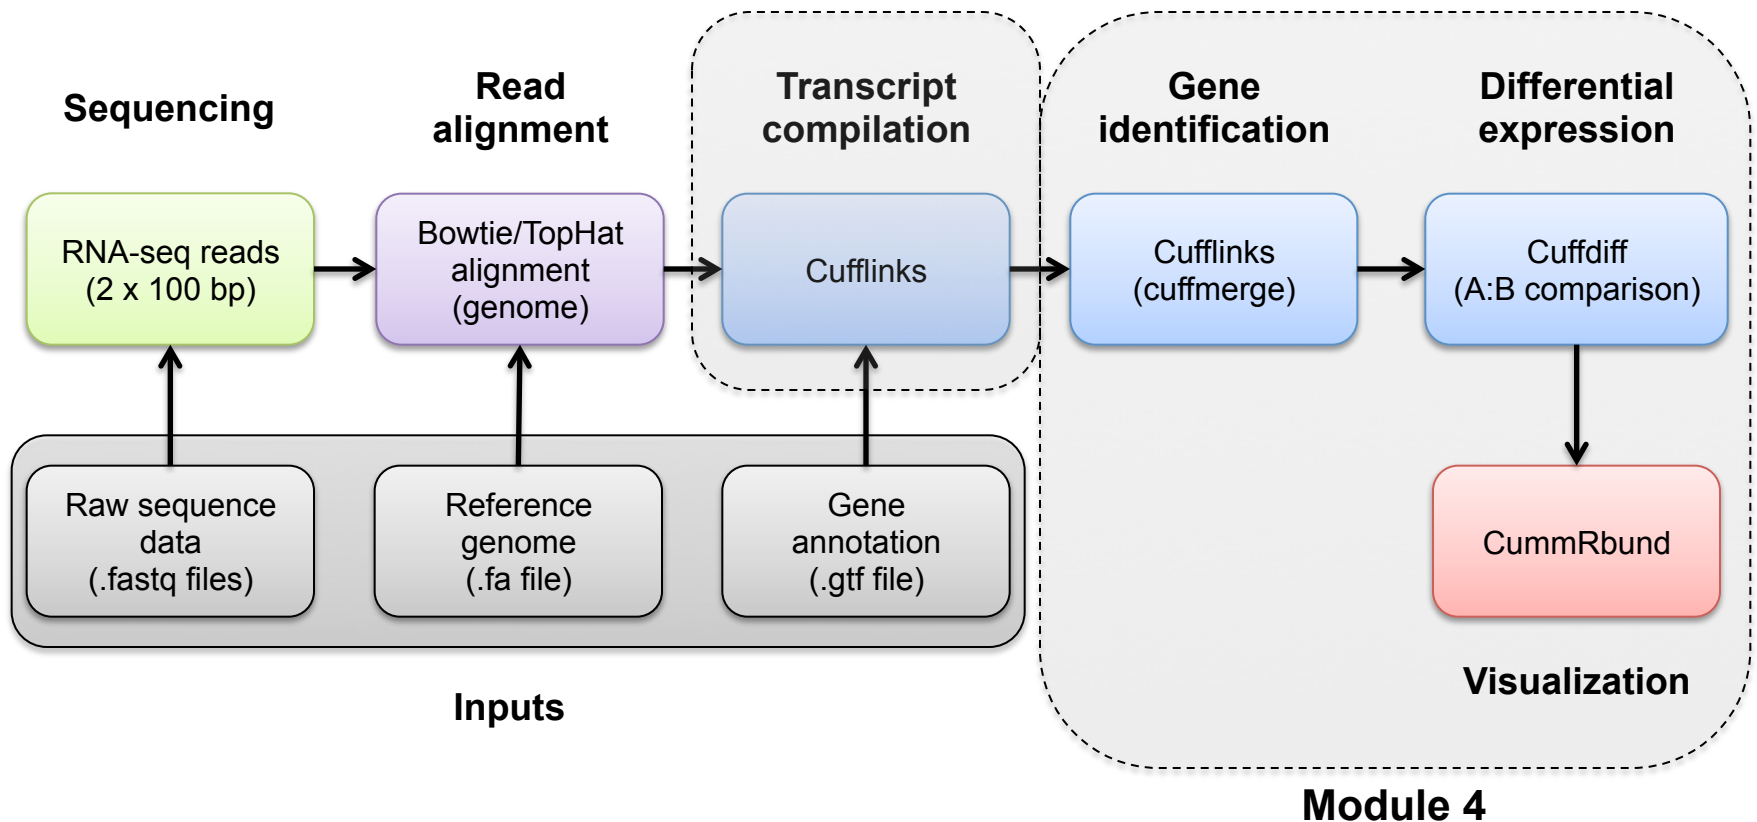 Sequencing
Read
alignment
Transcript
compilation
Gene
identification
Differential
expression
RNA-seq reads
(2 x 100 bp)
Bowtie/TopHat
alignment
(genome)
Cufflinks
Cufflinks
(cuffmerge)
Cuffdiff
(A:B comparison)
Raw sequence
data
(.fastq files)
Reference
genome
(.fa file)
Gene
annotation
(.gtf file)
CummRbund
Inputs
Visualization
Module 4